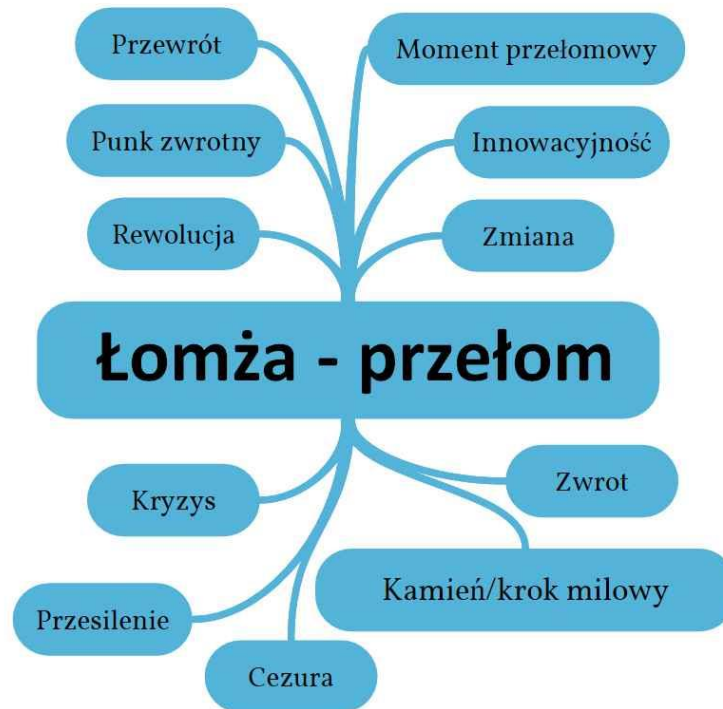 Przewrót
Moment przełomowy
Punk zwrotny
Innowacyjność
Rewolucja
Zmiana
Łomża - przełom
Zwrot
Kryzys
Kamień/krok milowy
Przesilenie
Cezura